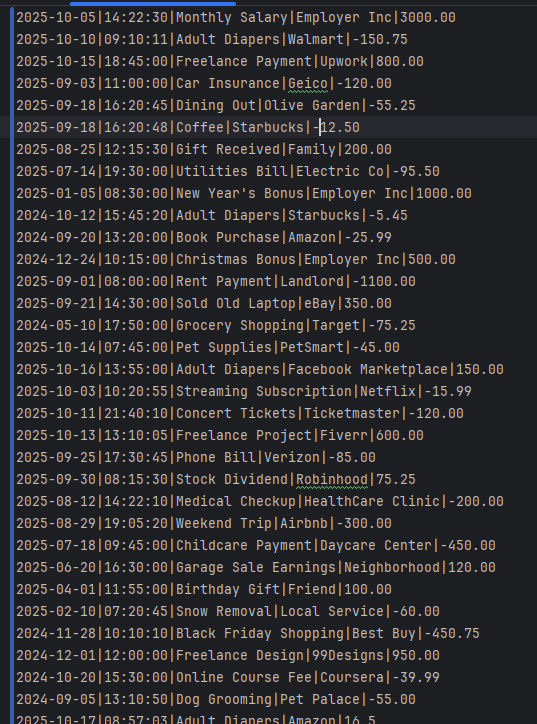 2025-10-05|14:22:30|Monthly Salary|Employer Inc|3000.00
2025-10-10|09:10:11|Adult Diapers|Walmart|-150.75
2025-10-15|18:45:00|Freelance Payment|Upwork|800.00
2025-09-03|11:00:00|Car Insurance|Geico|-120.00
2025-09-18|16:20:45|Dining Out|Olive Garden|-55.25
2025-09-18|16:20:48|Coffee|Starbucks|-12.50
2025-08-25|12:15:30|Gift Received|Family|200.00
2025-07-14|19:30:00|Utilities Bill|Electric Co|-95.50
2025-01-05|08:30:00|New Year's Bonus|Employer Inc|1000.00
2024-10-12|15:45:20|Adult Diapers|Starbucks|-5.45
2024-09-20|13:20:00|Book Purchase|Amazon|-25.99
2024-12-24|10:15:00|Christmas Bonus|Employer Inc|500.00
2025-09-01|08:00:00|Rent Payment|Landlord|-1100.00
2025-09-21|14:30:00|Sold Old Laptop|eBay|350.00
2024-05-10|17:50:00|Grocery Shopping|Target|-75.25
2025-10-14|07:45:00|Pet Supplies|PetSmart|-45.00
2025-10-16|13:55:00|Adult Diapers|Facebook Marketplace|150.00
2025-10-03|10:20:55|Streaming Subscription|Netflix|-15.99
2025-10-11|21:40:10|Concert Tickets|Ticketmaster|-120.00
2025-10-13|13:10:05|Freelance Project|Fiverr|600.00
2025-09-25|17:30:45|Phone Bill|Verizon|-85.00
2025-09-30|08:15:30|Stock Dividend|Robinhood|75.25
2025-08-12|14:22:10|Medical Checkup|HealthCare Clinic|-200.00
2025-08-29|19:05:20|Weekend Trip|Airbnb|-300.00
2025-07-18|09:45:00|Childcare Payment|Daycare Center|-450.00
2025-06-20|16:30:00|Garage Sale Earnings|Neighborhood|120.00
2025-04-01|11:55:00|Birthday Gift|Friend|100.00
2025-02-10|07:20:45|Snow Removal|Local Service|-60.00
2024-11-28|10:10:10|Black Friday Shopping|Best Buy|-450.75
2024-12-01|12:00:00|Freelance Design|99Designs|950.00
2024-10-20|15:30:00|Online Course Fee|Coursera|-39.99
2024-09-05|13:10:50|Dog Grooming|Pet Palace|-55.00
2025-10-17|08:57:03|Adult Diapers|Amazon|16.5